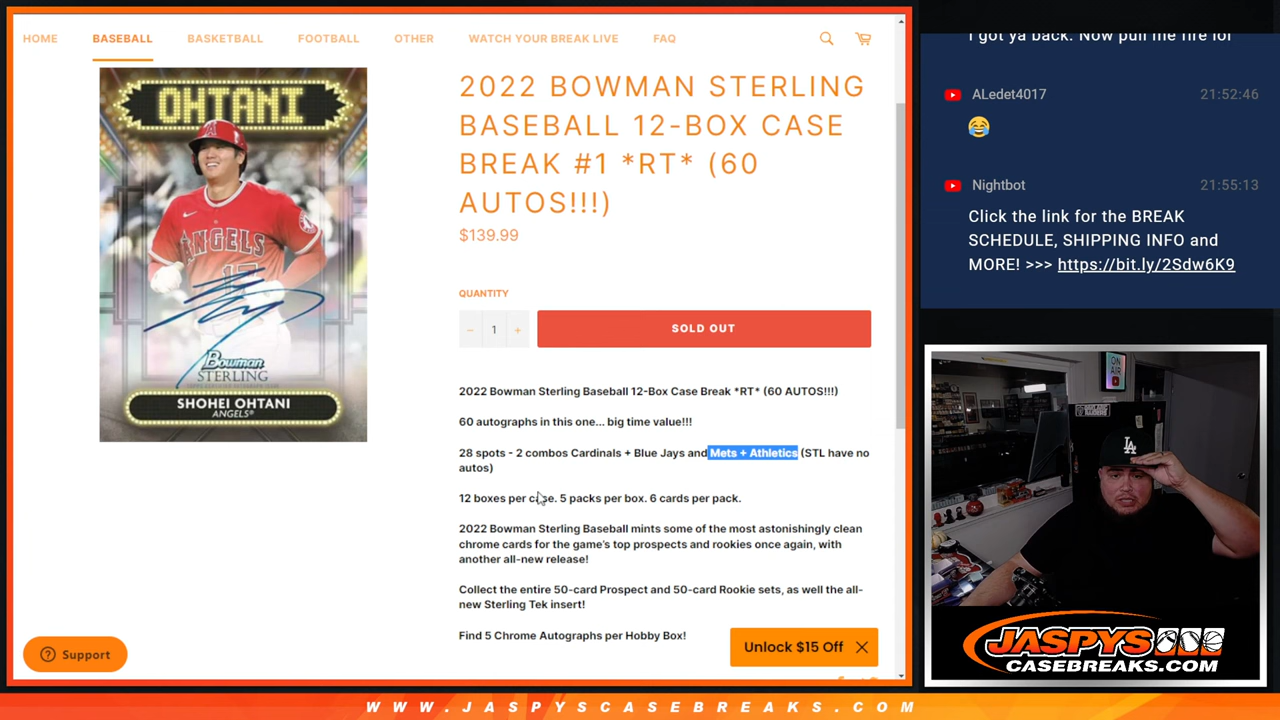 HOME BASEBALL BASKETBALL FOOTBALL OTHER WATCH YOUR BREAK LIVE FAQ
OHTANI
ANGELS
17
Bowman
STERLING
SHOHEI OHTANI
ANGELS®
2022 BOWMAN STERLING
BASEBALL 12-BOX CASE
BREAK #1 *RT* (60
AUTOS!!!)
$139.99
QUANTITY
− 1 +
SOLD OUT
2022 Bowman Sterling Baseball 12-Box Case Break *RT* (60 AUTOS!!!)
60 autographs in this one... big time value!!!
28 spots - 2 combos Cardinals + Blue Jays and Mets + Athletics (STL have no
autos)
12 boxes per case. 5 packs per box. 6 cards per pack.
2022 Bowman Sterling Baseball mints some of the most astonishingly clean
chrome cards for the game's top prospects and rookies once again, with
another all-new release!
Collect the entire 50-card Prospect and 50-card Rookie sets, as well the all-
new Sterling Tek insert!
Find 5 Chrome Autographs per Hobby Box!
Support
Unlock $15 Off
I got ya back. Now pull me fire lol
ALedet4017 21:52:46
Nightbot 21:55:13
Click the link for the BREAK
SCHEDULE, SHIPPING INFO and
MORE! >>> https://bit.ly/2Sdw6K9
ON
AIR
LA
JASPYS
CASEBREAKS.COM
WWW.JASPYSCASEBREAKS.COM